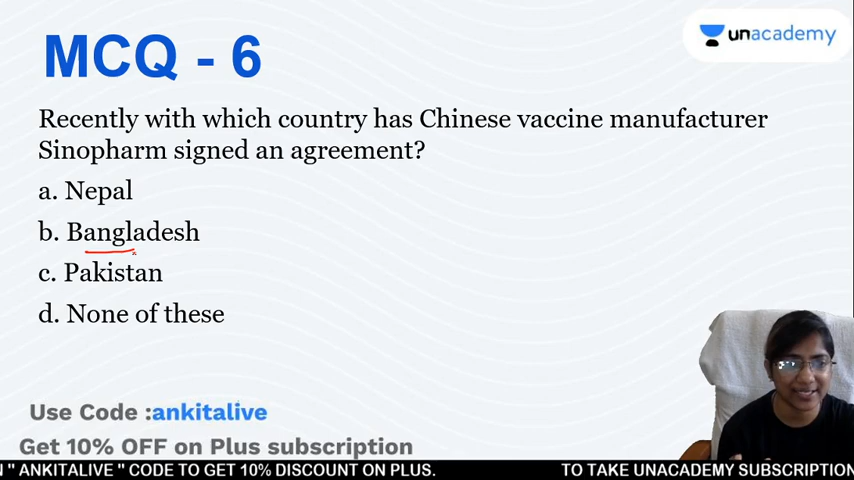 MCQ - 6
unacademy
Recently with which country has Chinese vaccine manufacturer
Sinopharm signed an agreement?
a. Nepal
b. Bangladesh
c. Pakistan
d. None of these
Use Code :ankitalive
Get 10% OFF on Plus subscription
N " ANKITALIVE " CODE TO GET 10% DISCOUNT ON PLUS. TO TAKE UNACADEMY SUBSCRIPTION